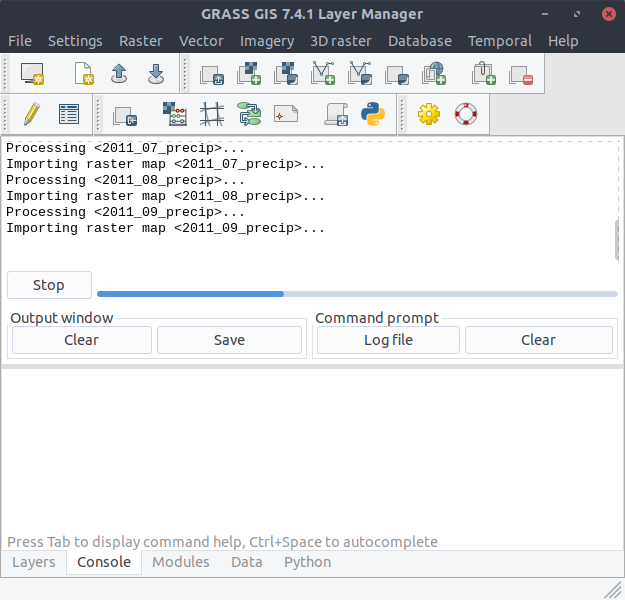 GRASS GIS 7.4.1 Layer Manager
File Settings Raster Vector Imagery 3D raster Database Temporal Help
Processing <2011_07_precip>...
Importing raster map <2011_07_precip>...
Processing <2011_08_precip>...
Importing raster map <2011_08_precip>...
Processing <2011_09_precip>...
Importing raster map <2011_09_precip>...
Stop
Output window Command prompt
Clear Save Log file Clear
Press Tab to display command help, Ctrl+Space to autocomplete
Layers Console Modules Data Python